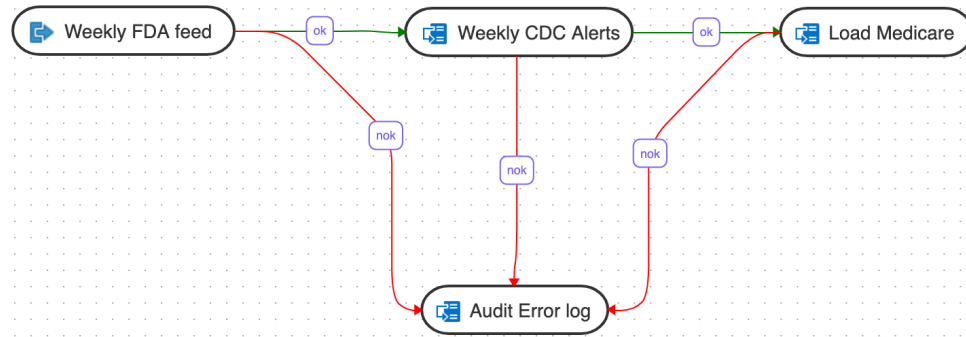 Weekly FDA feed
ok
Weekly CDC Alerts
ok
Load Medicare
nok
nok
nok
Audit Error log